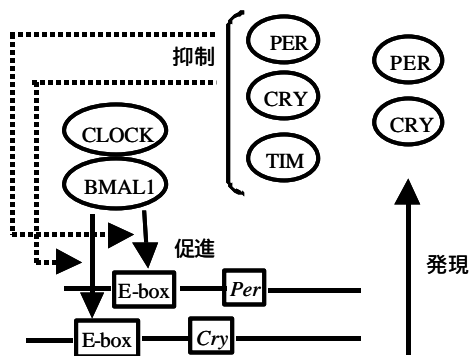 抑制
PER
CRY
TIM
PER
CRY
CLOCK
BMAL1
促進
発現
E-box
Per
E-box
Cry